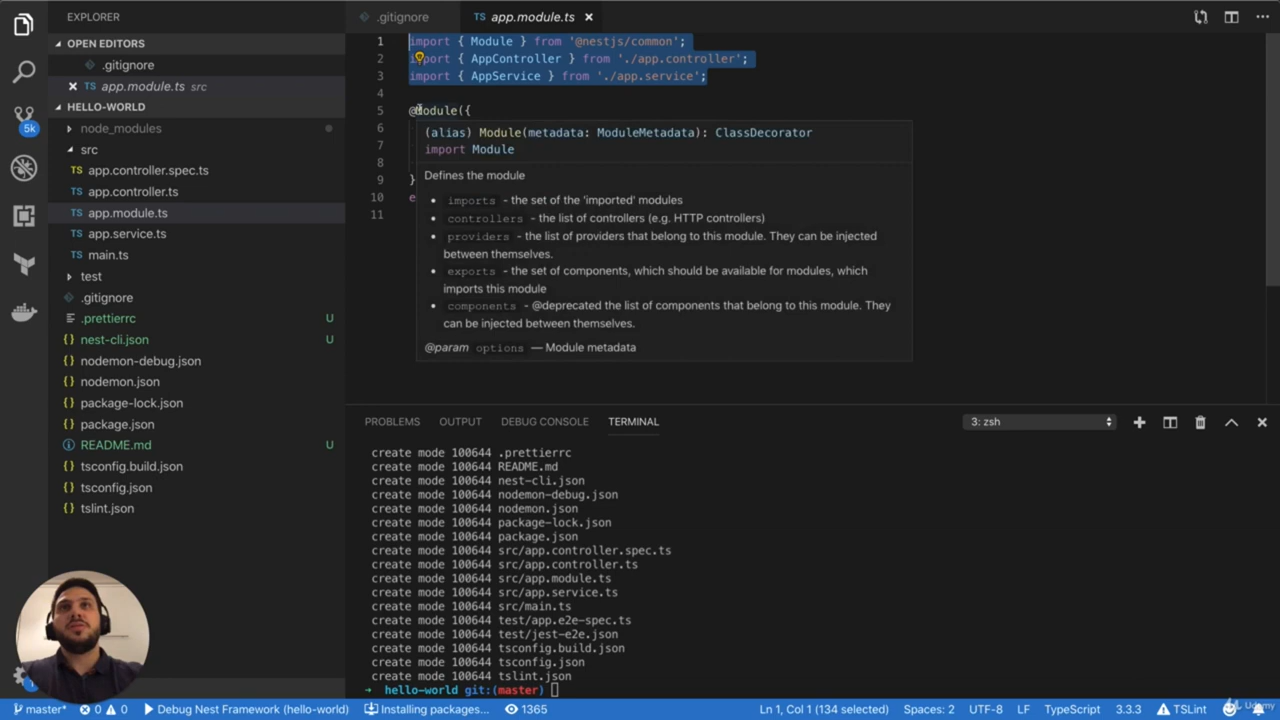 EXPLORER
OPEN EDITORS
.gitignore
app.module.ts src
HELLO-WORLD
node_modules
src
TS app.controller.spec.ts
TS app.controller.ts
TS app.module.ts
TS app.service.ts
TS main.ts
test
.gitignore
.prettierrc U
{} nest-cli.json U
{} nodemon-debug.json
{} nodemon.json
{} package-lock.json
{} package.json
README.md U
{} tsconfig.build.json
{} tsconfig.json
{} tslint.json
5k
.gitignore
TS app.module.ts
1 import { Module } from '@nestjs/common';
2 import { AppController } from './app.controller';
3 import { AppService } from './app.service';
4
5 @Module({
6
7
8
9 }
10 e
11
(alias) Module(metadata: ModuleMetadata): ClassDecorator
import Module
Defines the module
• imports - the set of the 'imported' modules
• controllers - the list of controllers (e.g. HTTP controllers)
• providers - the list of providers that belong to this module. They can be injected
between themselves.
• exports - the set of components, which should be available for modules, which
imports this module
• components - @deprecated the list of components that belong to this module. They
can be injected between themselves.
@param options — Module metadata
PROBLEMS OUTPUT DEBUG CONSOLE TERMINAL
3: zsh
create mode 100644 .prettierrc
create mode 100644 README.md
create mode 100644 nest-cli.json
create mode 100644 nodemon-debug.json
create mode 100644 nodemon.json
create mode 100644 package-lock.json
create mode 100644 package.json
create mode 100644 src/app.controller.spec.ts
create mode 100644 src/app.controller.ts
create mode 100644 src/app.module.ts
create mode 100644 src/app.service.ts
create mode 100644 src/main.ts
create mode 100644 test/app.e2e-spec.ts
create mode 100644 test/jest-e2e.json
create mode 100644 tsconfig.build.json
create mode 100644 tsconfig.json
create mode 100644 tslint.json
→ hello-world git:(master)
master* 0 0 Debug Nest Framework (hello-world) Installing packages... 1365 Ln 1, Col 1 (134 selected) Spaces: 2 UTF-8 LF TypeScript 3.3.3 TSLint
Udemy